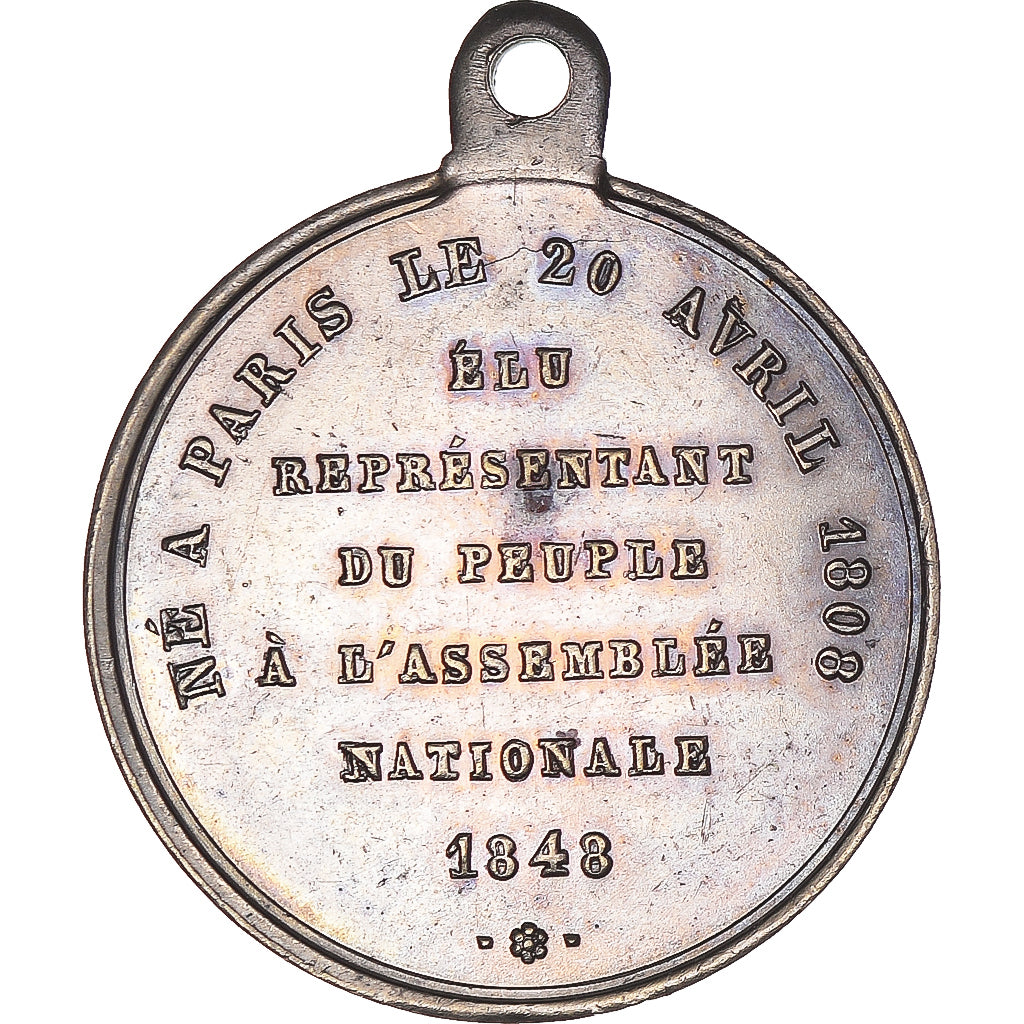 NÉ A PARIS LE 20 AVRIL 1808
ÉLU
REPRÉSENTANT
DU PEUPLE
À L'ASSEMBLÉE
NATIONALE
1848